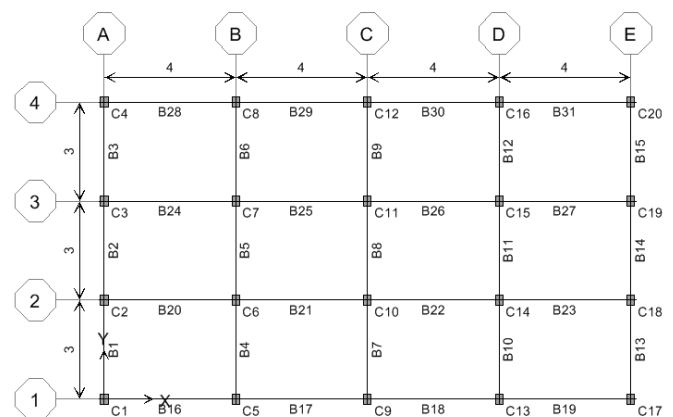 A B C D E
4 4 4 4
4
C4 B28 C8 B29 C12 B30 C16 B31 C20
3 B3 B6 B9 B12 B15
3
C3 B24 C7 B25 C11 B26 C15 B27 C19
3 B2 B5 B8 B11 B14
2
C2 B20 C6 B21 C10 B22 C14 B23 C18
Y
3 B1 B4 B7 B10 B13
1 X
C1 B16 C5 B17 C9 B18 C13 B19 C17